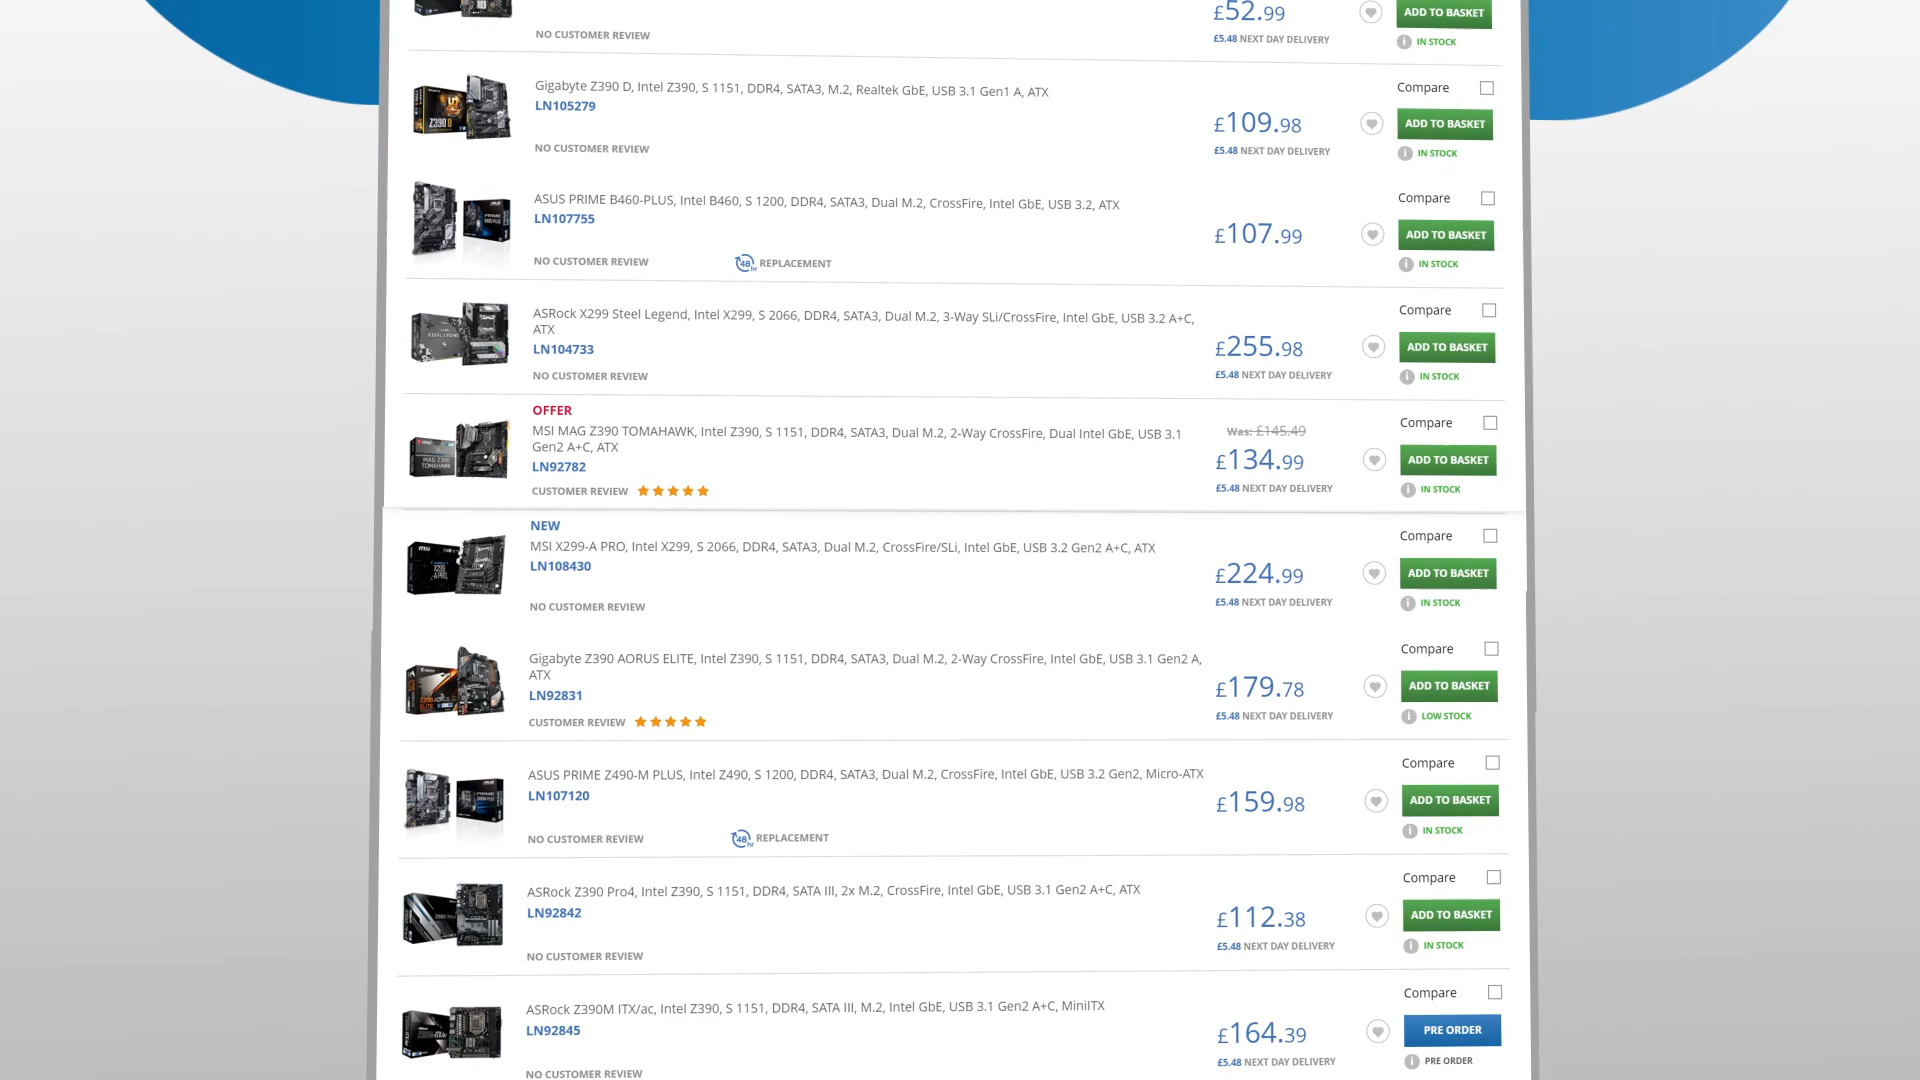 £52.99
ADD TO BASKET
NO CUSTOMER REVIEW
£5.48 NEXT DAY DELIVERY
IN STOCK
Gigabyte Z390 D, Intel Z390, S 1151, DDR4, SATA3, M.2, Realtek GbE, USB 3.1 Gen1 A, ATX
LN105279
Compare
£109.98
ADD TO BASKET
NO CUSTOMER REVIEW
£5.48 NEXT DAY DELIVERY
IN STOCK
ASUS PRIME B460-PLUS, Intel B460, S 1200, DDR4, SATA3, Dual M.2, CrossFire, Intel GbE, USB 3.2, ATX
LN107755
Compare
£107.99
ADD TO BASKET
NO CUSTOMER REVIEW
48hr REPLACEMENT
IN STOCK
ASRock X299 Steel Legend, Intel X299, S 2066, DDR4, SATA3, Dual M.2, 3-Way SLi/CrossFire, Intel GbE, USB 3.2 A+C,
ATX
LN104733
Compare
£255.98
ADD TO BASKET
NO CUSTOMER REVIEW
£5.48 NEXT DAY DELIVERY
IN STOCK
OFFER
MSI MAG Z390 TOMAHAWK, Intel Z390, S 1151, DDR4, SATA3, Dual M.2, 2-Way CrossFire, Dual Intel GbE, USB 3.1
Gen2 A+C, ATX
LN92782
Compare
Was: £145.49
£134.99
ADD TO BASKET
CUSTOMER REVIEW
£5.48 NEXT DAY DELIVERY
IN STOCK
NEW
MSI X299-A PRO, Intel X299, S 2066, DDR4, SATA3, Dual M.2, CrossFire/SLi, Intel GbE, USB 3.2 Gen2 A+C, ATX
LN108430
Compare
£224.99
ADD TO BASKET
NO CUSTOMER REVIEW
£5.48 NEXT DAY DELIVERY
IN STOCK
Gigabyte Z390 AORUS ELITE, Intel Z390, S 1151, DDR4, SATA3, Dual M.2, 2-Way CrossFire, Intel GbE, USB 3.1 Gen2 A,
ATX
LN92831
Compare
£179.78
ADD TO BASKET
CUSTOMER REVIEW
£5.48 NEXT DAY DELIVERY
LOW STOCK
ASUS PRIME Z490-M PLUS, Intel Z490, S 1200, DDR4, SATA3, Dual M.2, CrossFire, Intel GbE, USB 3.2 Gen2, Micro-ATX
LN107120
Compare
£159.98
ADD TO BASKET
NO CUSTOMER REVIEW
48hr REPLACEMENT
IN STOCK
ASRock Z390 Pro4, Intel Z390, S 1151, DDR4, SATA III, 2x M.2, CrossFire, Intel GbE, USB 3.1 Gen2 A+C, ATX
LN92842
Compare
£112.38
ADD TO BASKET
NO CUSTOMER REVIEW
£5.48 NEXT DAY DELIVERY
IN STOCK
ASRock Z390M ITX/ac, Intel Z390, S 1151, DDR4, SATA III, M.2, Intel GbE, USB 3.1 Gen2 A+C, MiniITX
LN92845
Compare
£164.39
PRE ORDER
NO CUSTOMER REVIEW
£5.48 NEXT DAY DELIVERY
PRE ORDER